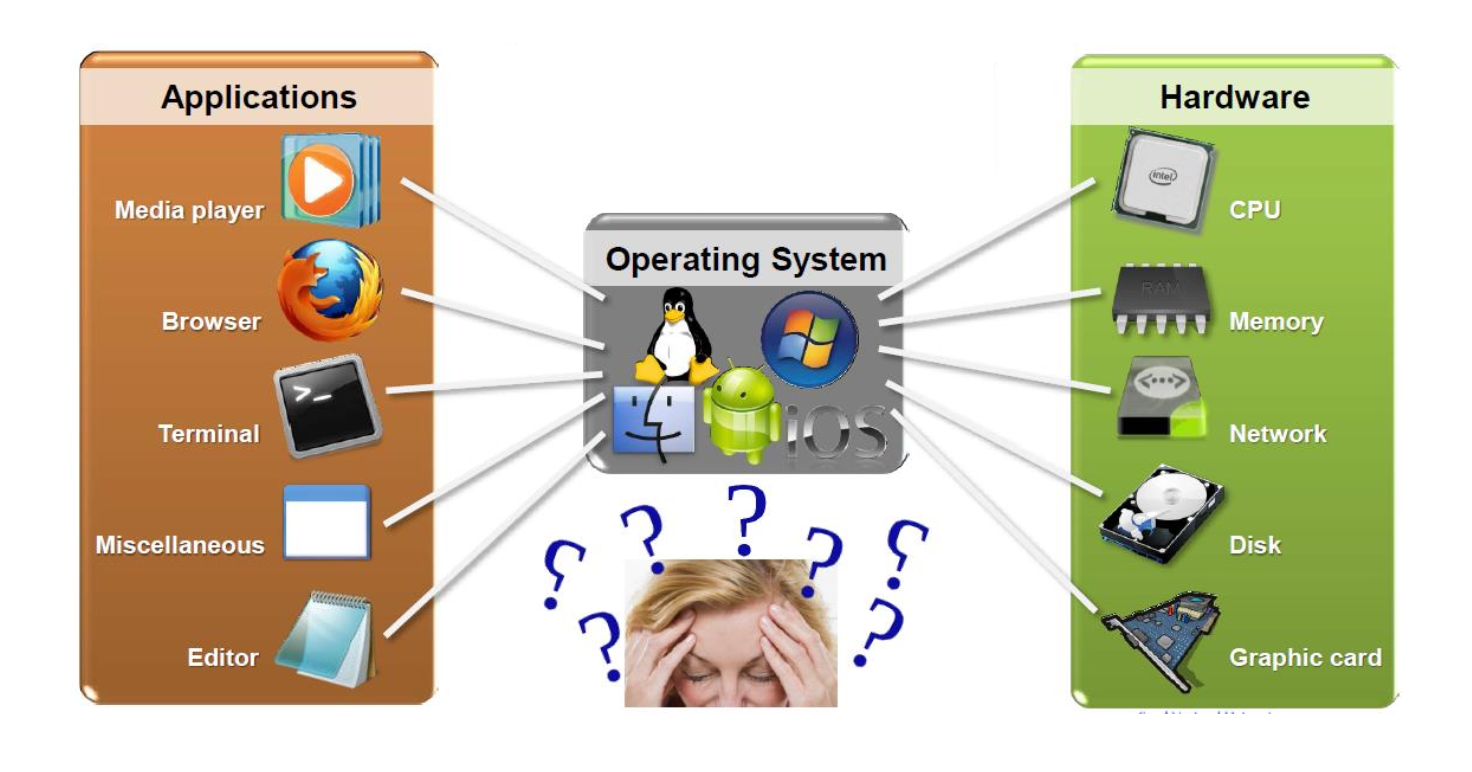 Applications
Media player
Browser
>_
Terminal
Miscellaneous
Editor
Operating System
iOS
? ? ? ? ? ? ?
Hardware
intel
CPU
RAM
Memory
<···>
Network
Disk
Graphic card